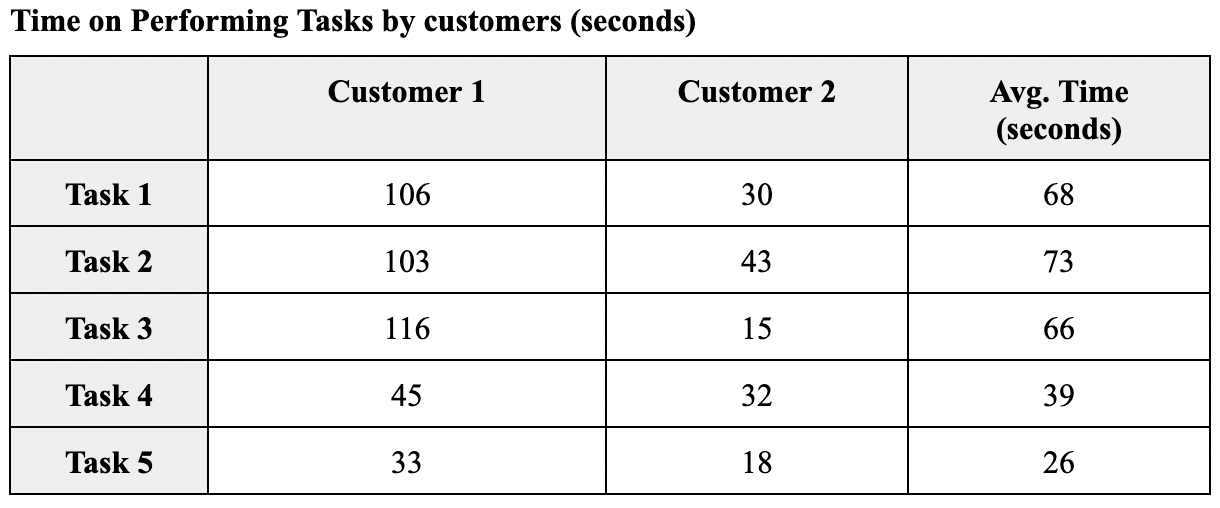 Time on Performing Tasks by customers (seconds)
Customer 1 Customer 2 Avg. Time
(seconds)
Task 1 106 30 68
Task 2 103 43 73
Task 3 116 15 66
Task 4 45 32 39
Task 5 33 18 26